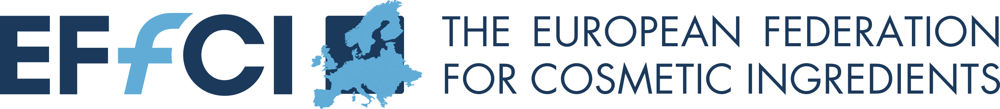 EFfCI
THE EUROPEAN FEDERATION
FOR COSMETIC INGREDIENTS